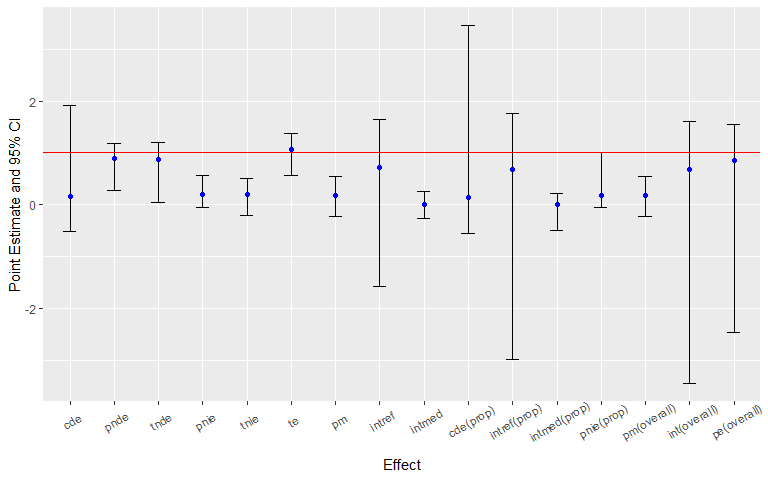 Point Estimate and 95% CI
2
0
-2
cde
pnde
tnde
pnie
tnie
te
pm
intref
intmed
cde(prop)
intref(prop)
intmed(prop)
pnie(prop)
pm(overall)
int(overall)
pe(overall)
Effect